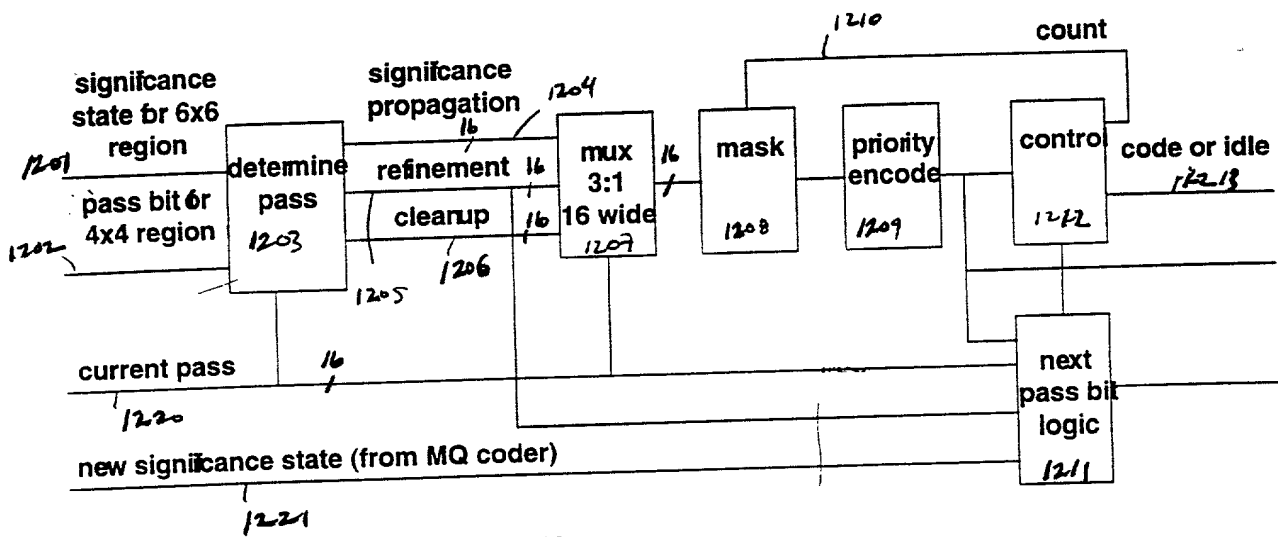 1210
count
signifcance
state for 6x6
region
1201
signifcance
propagation
1204
16
determine
pass
1203
refinement
16
cleanup
16
1206
1205
pass bit for
4x4 region
1202
mux
3:1
16 wide
1207
16
mask
1208
priority
encode
1209
control
1212
code or idle
1213
current pass
16
1220
next
pass bit
logic
1211
new signifcance state (from MQ coder)
1221